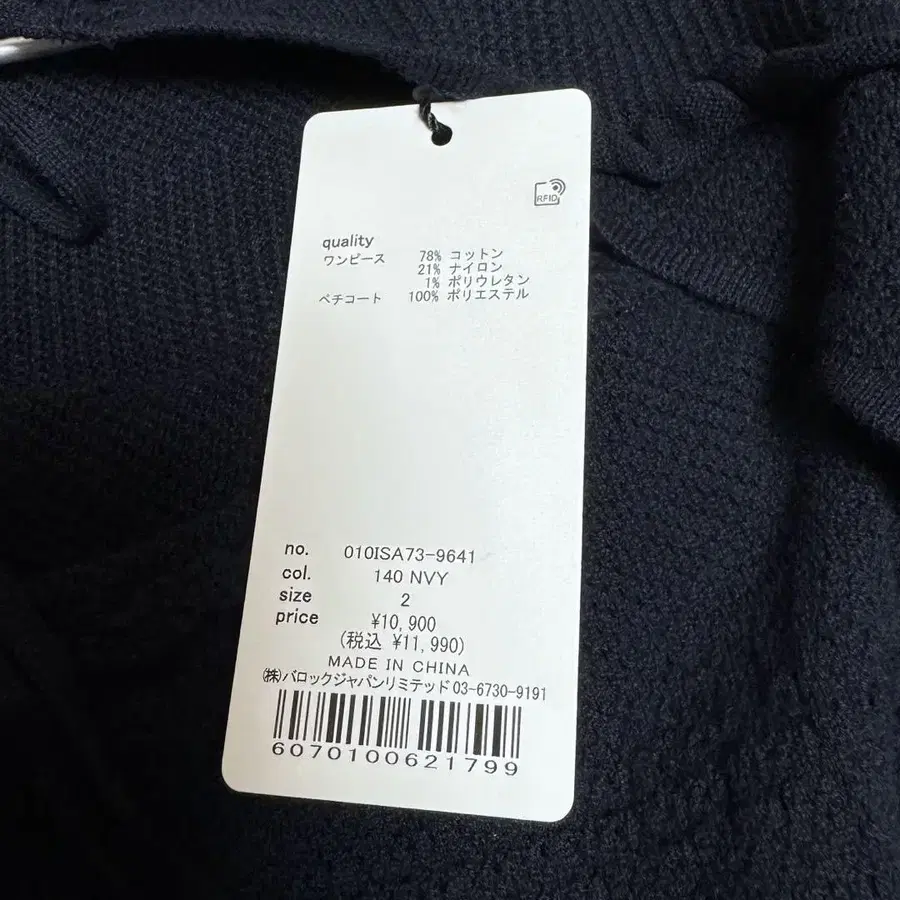 RFID
quality
ワンピース 78% コットン
21% ナイロン
1% ポリウレタン
ペチコート 100% ポリエステル
no. 010ISA73-9641
col. 140 NVY
size 2
price ¥10,900
(税込 ¥11,990)
MADE IN CHINA
㈱バロックジャパンリミテッド 03-6730-9191
6070100621799